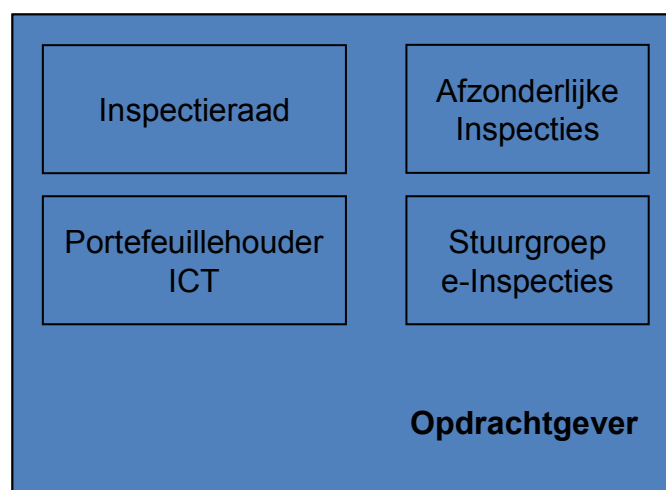 Inspectieraad
Afzonderlijke
Inspecties
Portefeuillehouder
ICT
Stuurgroep
e-Inspecties
Opdrachtgever